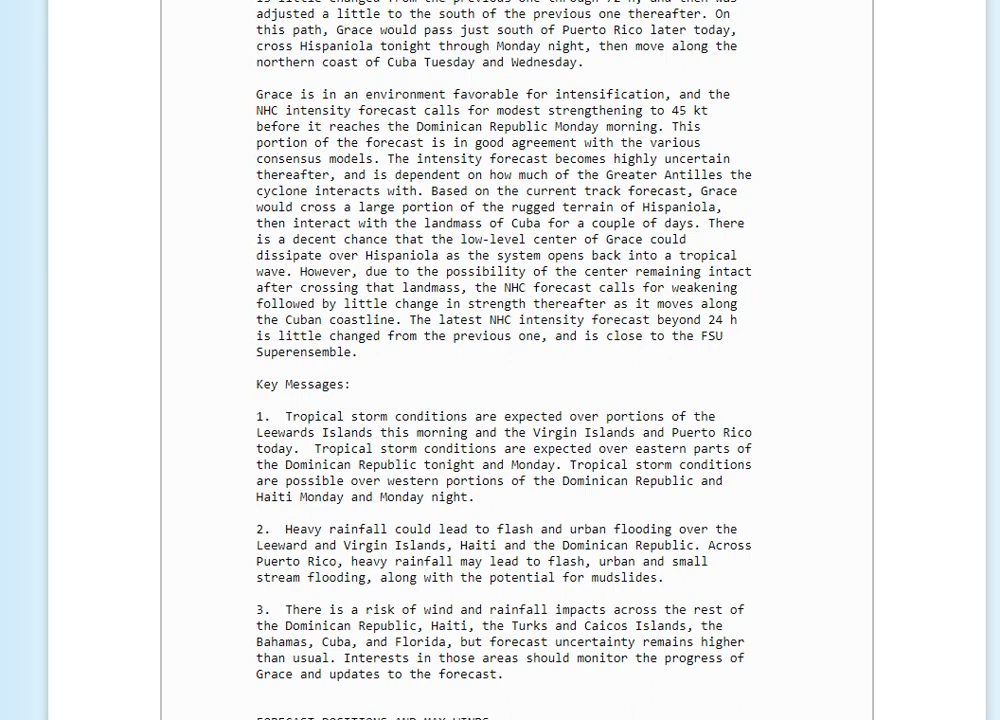 is little changed from the previous one through 72 h, and then was
adjusted a little to the south of the previous one thereafter. On
this path, Grace would pass just south of Puerto Rico later today,
cross Hispaniola tonight through Monday night, then move along the
northern coast of Cuba Tuesday and Wednesday.

Grace is in an environment favorable for intensification, and the
NHC intensity forecast calls for modest strengthening to 45 kt
before it reaches the Dominican Republic Monday morning. This
portion of the forecast is in good agreement with the various
consensus models. The intensity forecast becomes highly uncertain
thereafter, and is dependent on how much of the Greater Antilles the
cyclone interacts with. Based on the current track forecast, Grace
would cross a large portion of the rugged terrain of Hispaniola,
then interact with the landmass of Cuba for a couple of days. There
is a decent chance that the low-level center of Grace could
dissipate over Hispaniola as the system opens back into a tropical
wave. However, due to the possibility of the center remaining intact
after crossing that landmass, the NHC forecast calls for weakening
followed by little change in strength thereafter as it moves along
the Cuban coastline. The latest NHC intensity forecast beyond 24 h
is little changed from the previous one, and is close to the FSU
Superensemble.

Key Messages:

1.  Tropical storm conditions are expected over portions of the
Leewards Islands this morning and the Virgin Islands and Puerto Rico
today.  Tropical storm conditions are expected over eastern parts of
the Dominican Republic tonight and Monday. Tropical storm conditions
are possible over western portions of the Dominican Republic and
Haiti Monday and Monday night.

2.  Heavy rainfall could lead to flash and urban flooding over the
Leeward and Virgin Islands, Haiti and the Dominican Republic. Across
Puerto Rico, heavy rainfall may lead to flash, urban and small
stream flooding, along with the potential for mudslides.

3.  There is a risk of wind and rainfall impacts across the rest of
the Dominican Republic, Haiti, the Turks and Caicos Islands, the
Bahamas, Cuba, and Florida, but forecast uncertainty remains higher
than usual. Interests in those areas should monitor the progress of
Grace and updates to the forecast.

FORECAST POSITIONS AND MAX WINDS